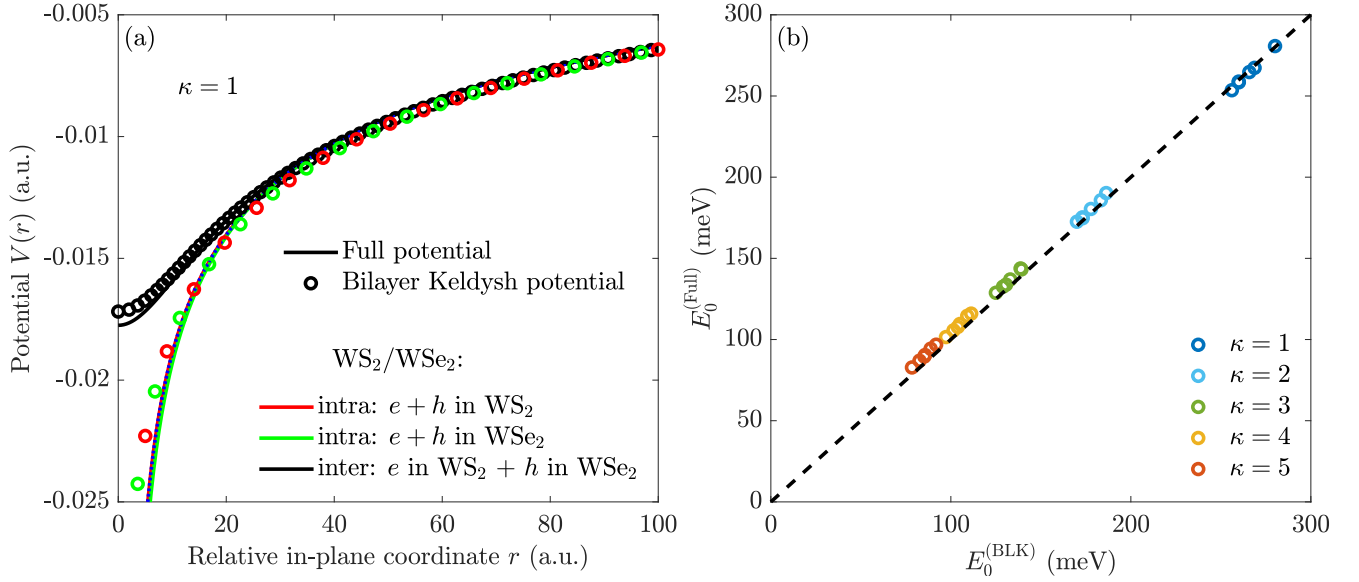 (a)
κ = 1
Full potential
Bilayer Keldysh potential
WS₂/WSe₂:
intra: e + h in WS₂
intra: e + h in WSe₂
inter: e in WS₂ + h in WSe₂
-0.005
-0.01
-0.015
-0.02
-0.025
Potential V(r) (a.u.)
0 20 40 60 80 100
Relative in-plane coordinate r (a.u.)
(b)
300
250
200
150
100
50
0
E₀^(Full) (meV)
κ = 1
κ = 2
κ = 3
κ = 4
κ = 5
0 100 200 300
E₀^(BLK) (meV)